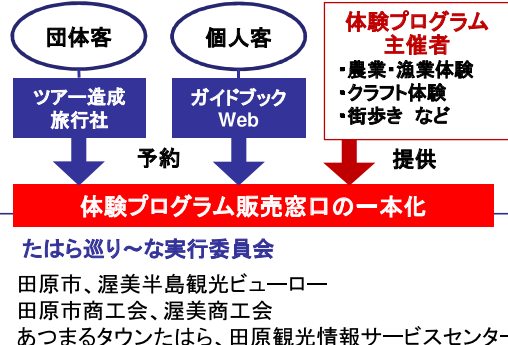 団体客
個人客
体験プログラム
主催者
・農業・漁業体験
・クラフト体験
・街歩き など
ツアー造成
旅行社
ガイドブック
Web
予約
提供
体験プログラム販売窓口の一本化
たはら巡り～な実行委員会
田原市、渥美半島観光ビューロー
田原市商工会、渥美商工会
あつまるタウンたはら、田原観光情報サービスセンター